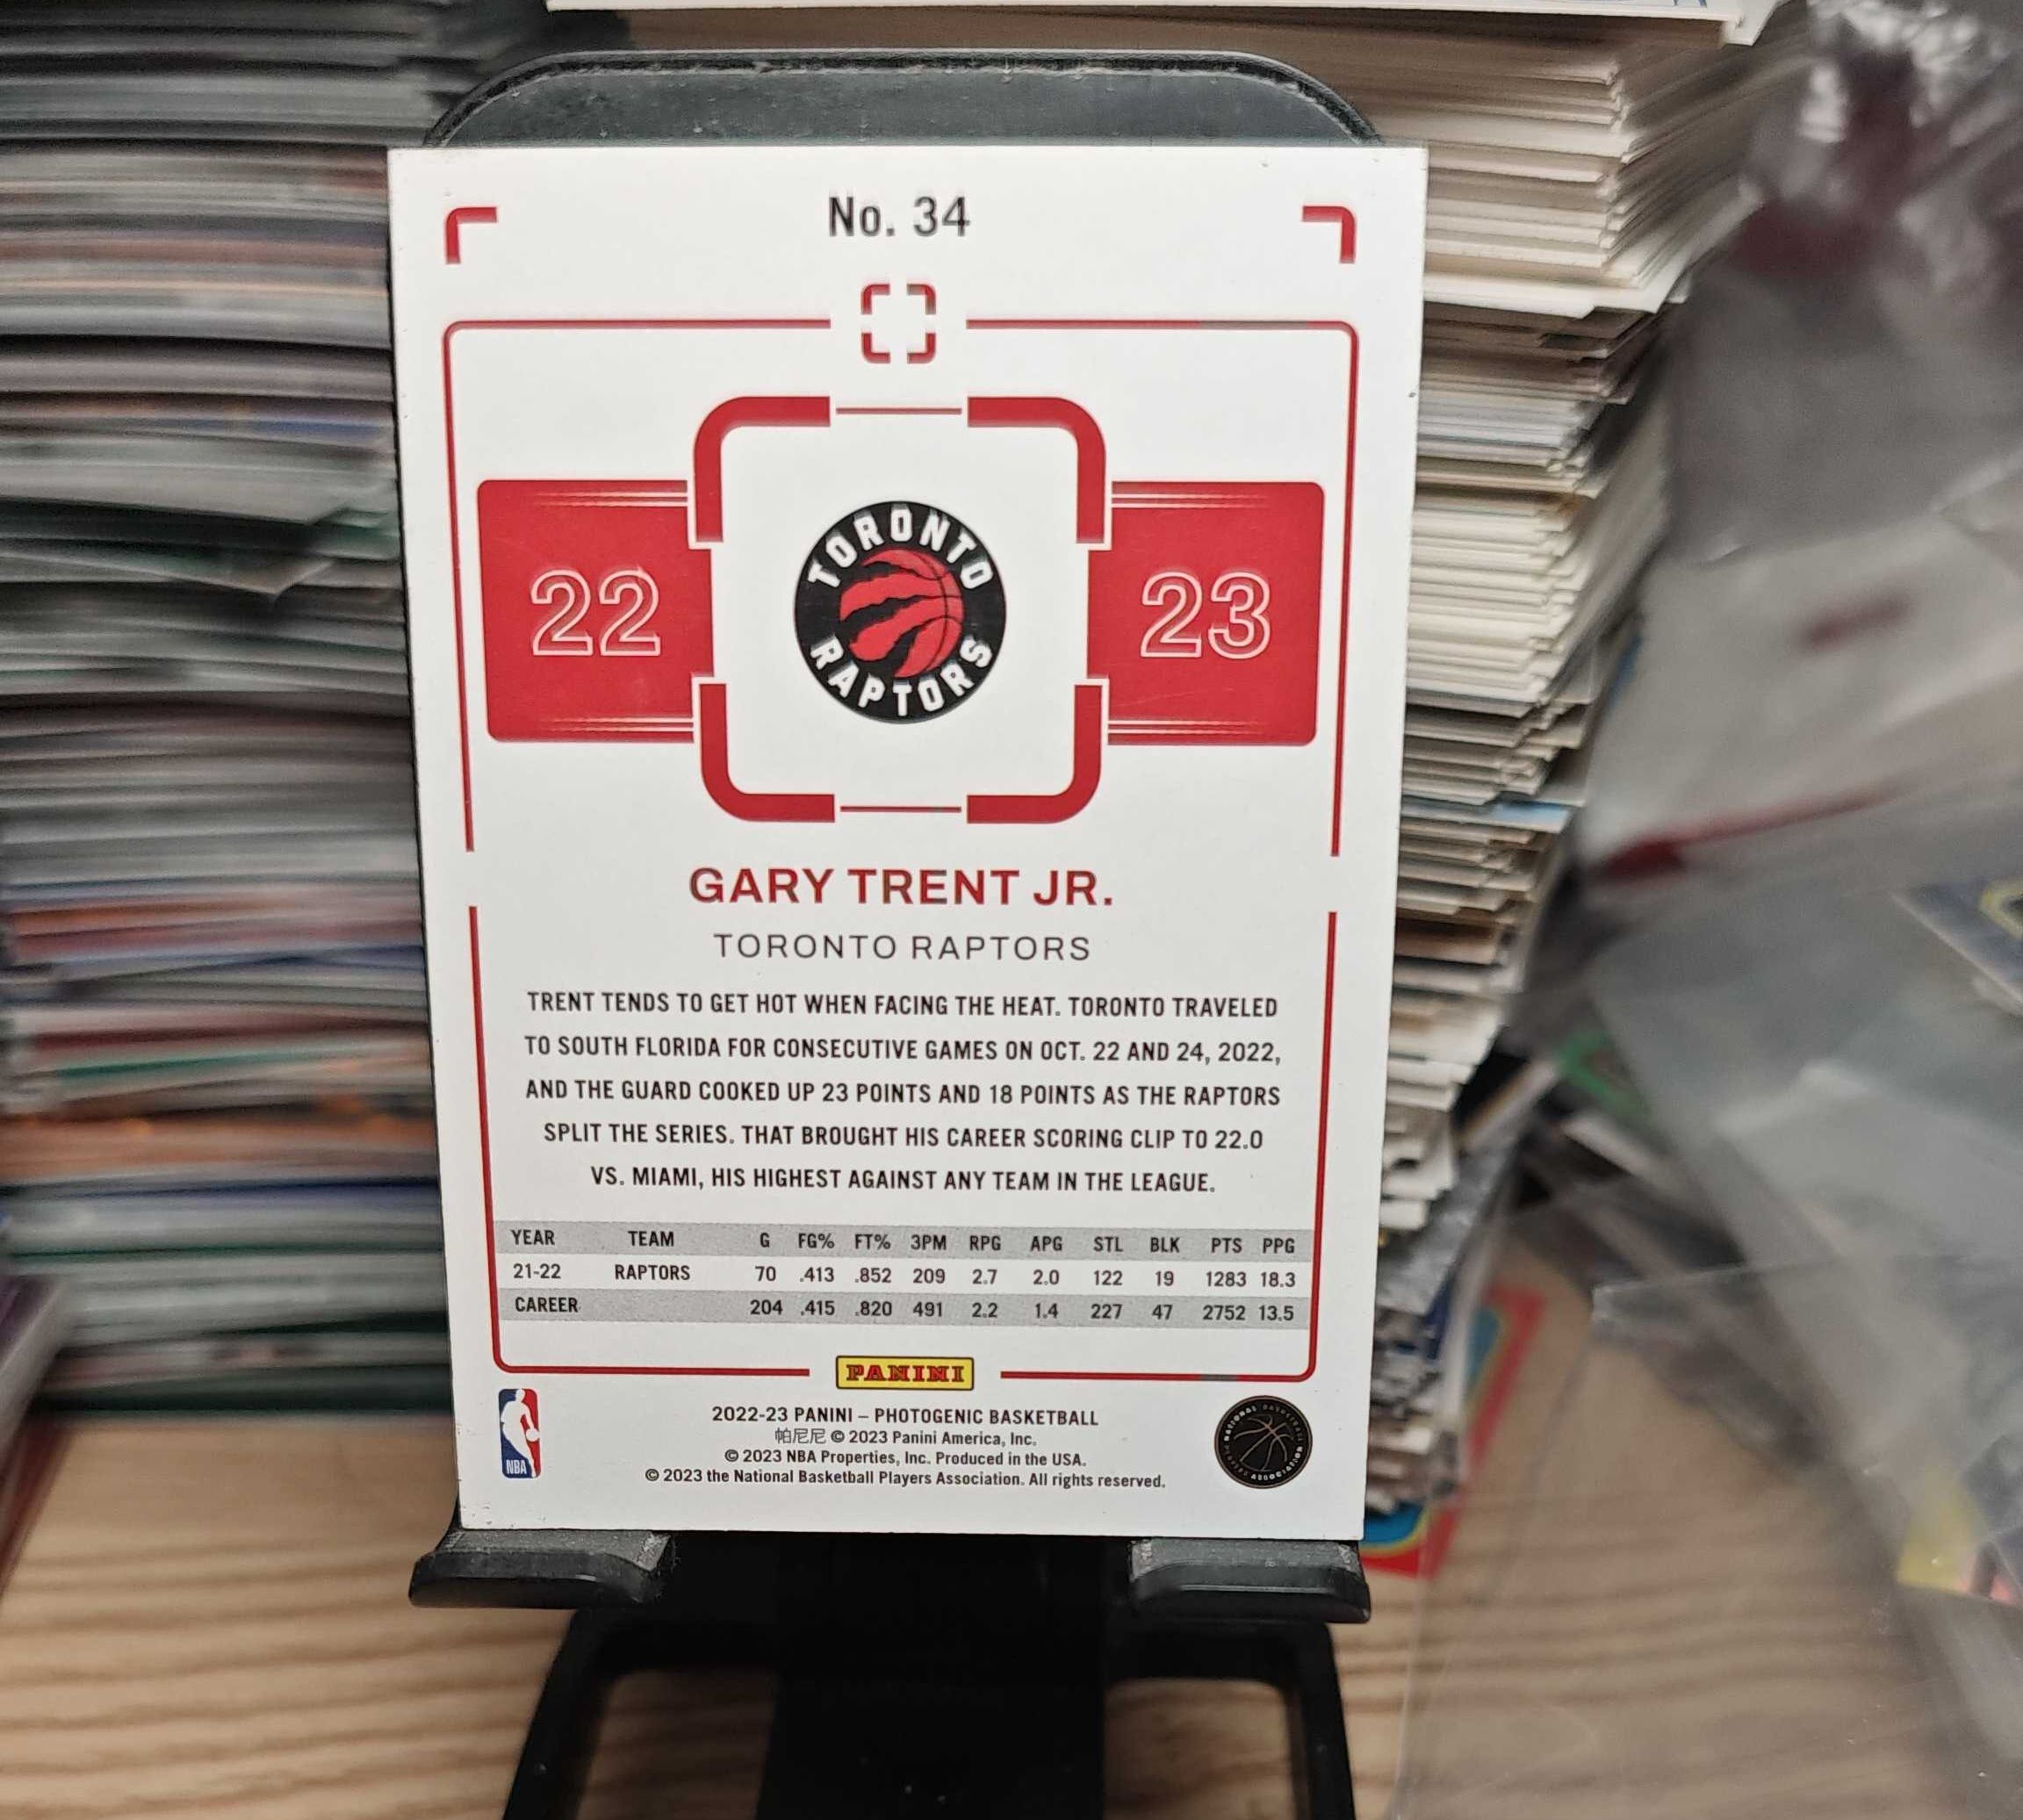 No. 34
TORONTO
RAPTORS
22 23
GARY TRENT JR.
TORONTO RAPTORS
TRENT TENDS TO GET HOT WHEN FACING THE HEAT. TORONTO TRAVELED
TO SOUTH FLORIDA FOR CONSECUTIVE GAMES ON OCT. 22 AND 24, 2022,
AND THE GUARD COOKED UP 23 POINTS AND 18 POINTS AS THE RAPTORS
SPLIT THE SERIES. THAT BROUGHT HIS CAREER SCORING CLIP TO 22.0
VS. MIAMI, HIS HIGHEST AGAINST ANY TEAM IN THE LEAGUE.
YEAR TEAM G FG% FT% 3PM RPG APG STL BLK PTS PPG
21-22 RAPTORS 70 .413 .852 209 2.7 2.0 122 19 1283 18.3
CAREER 204 .415 .820 491 2.2 1.4 227 47 2752 13.5
PANINI
NBA
2022-23 PANINI – PHOTOGENIC BASKETBALL
帕尼尼 © 2023 Panini America, Inc.
© 2023 NBA Properties, Inc. Produced in the USA.
© 2023 the National Basketball Players Association. All rights reserved.